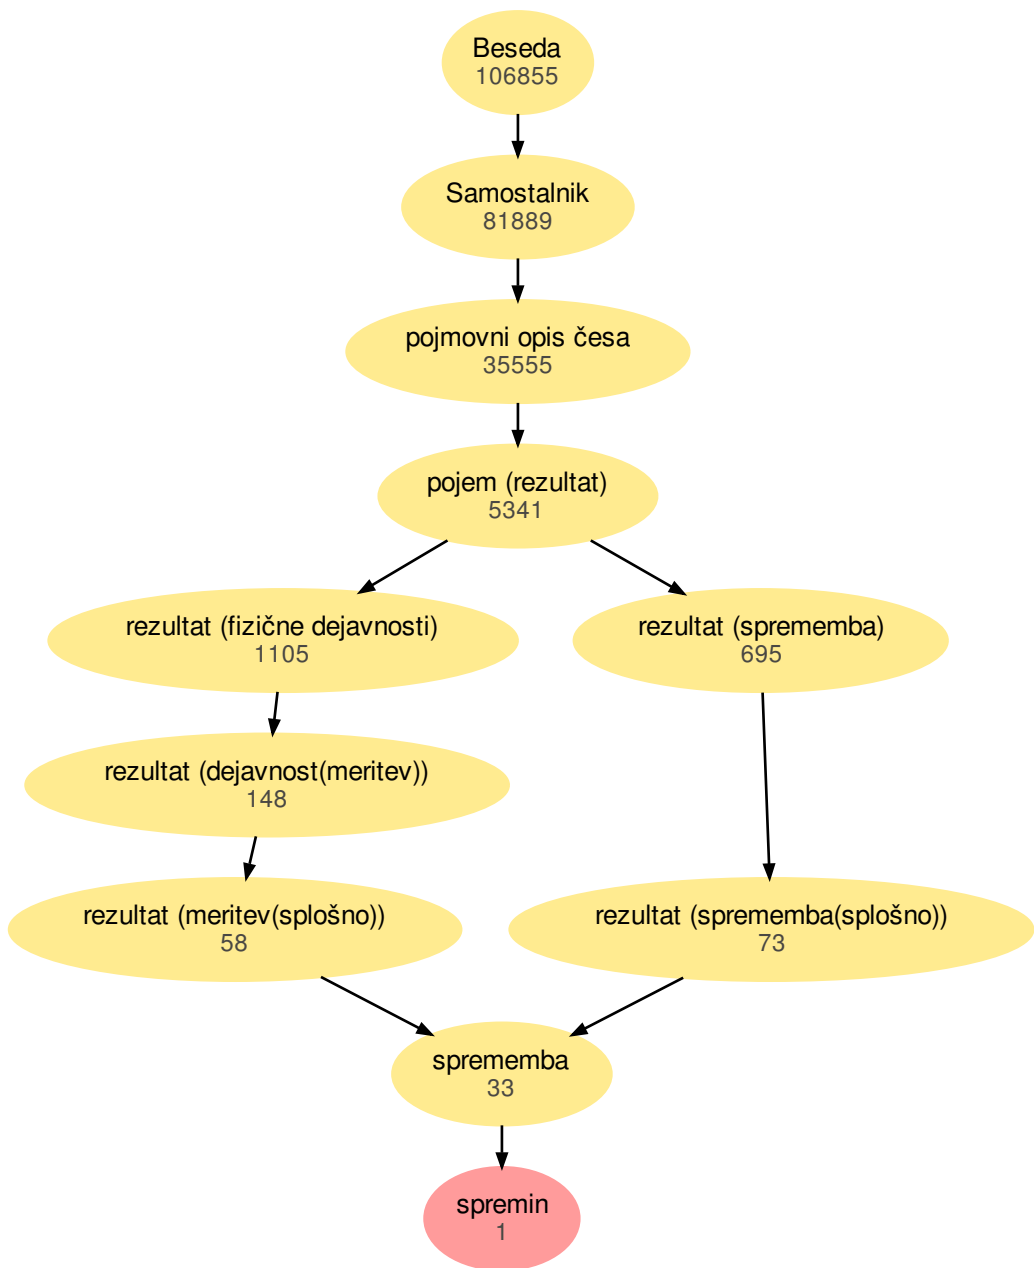 Beseda
106855
Samostalnik
81889
pojmovni opis česa
35555
pojem (rezultat)
5341
rezultat (fizične dejavnosti)
1105
rezultat (sprememba)
695
rezultat (dejavnost(meritev))
148
rezultat (meritev(splošno))
58
rezultat (sprememba(splošno))
73
sprememba
33
spremin
1